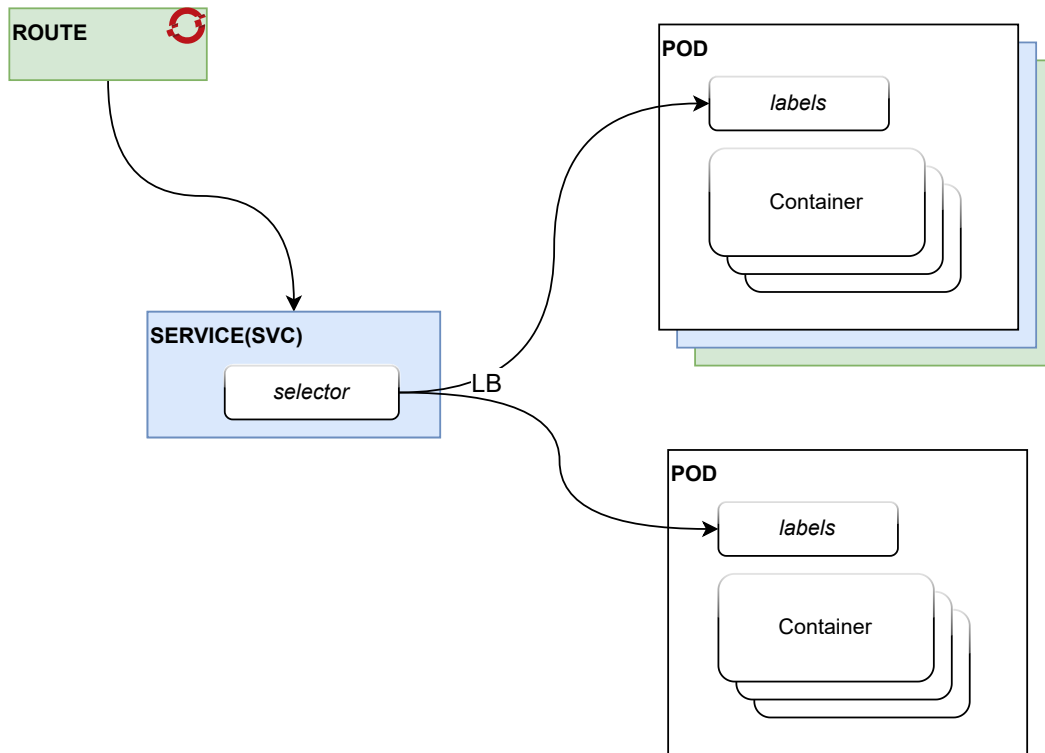 ROUTE
POD
labels
Container
SERVICE(SVC)
selector
LB
POD
labels
Container